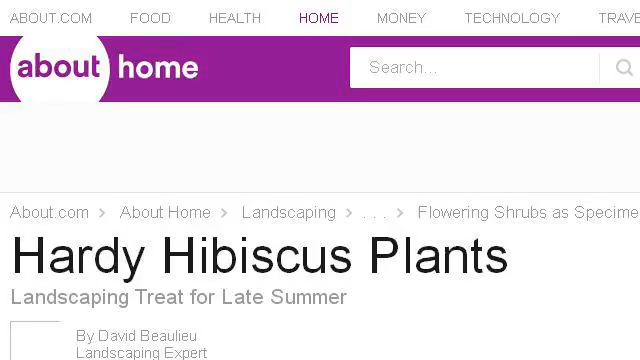 ABOUT.COM FOOD HEALTH HOME MONEY TECHNOLOGY TRAVE
about home Search...
About.com > About Home > Landscaping > . . . > Flowering Shrubs as Specime
Hardy Hibiscus Plants
Landscaping Treat for Late Summer
By David Beaulieu
Landscaping Expert